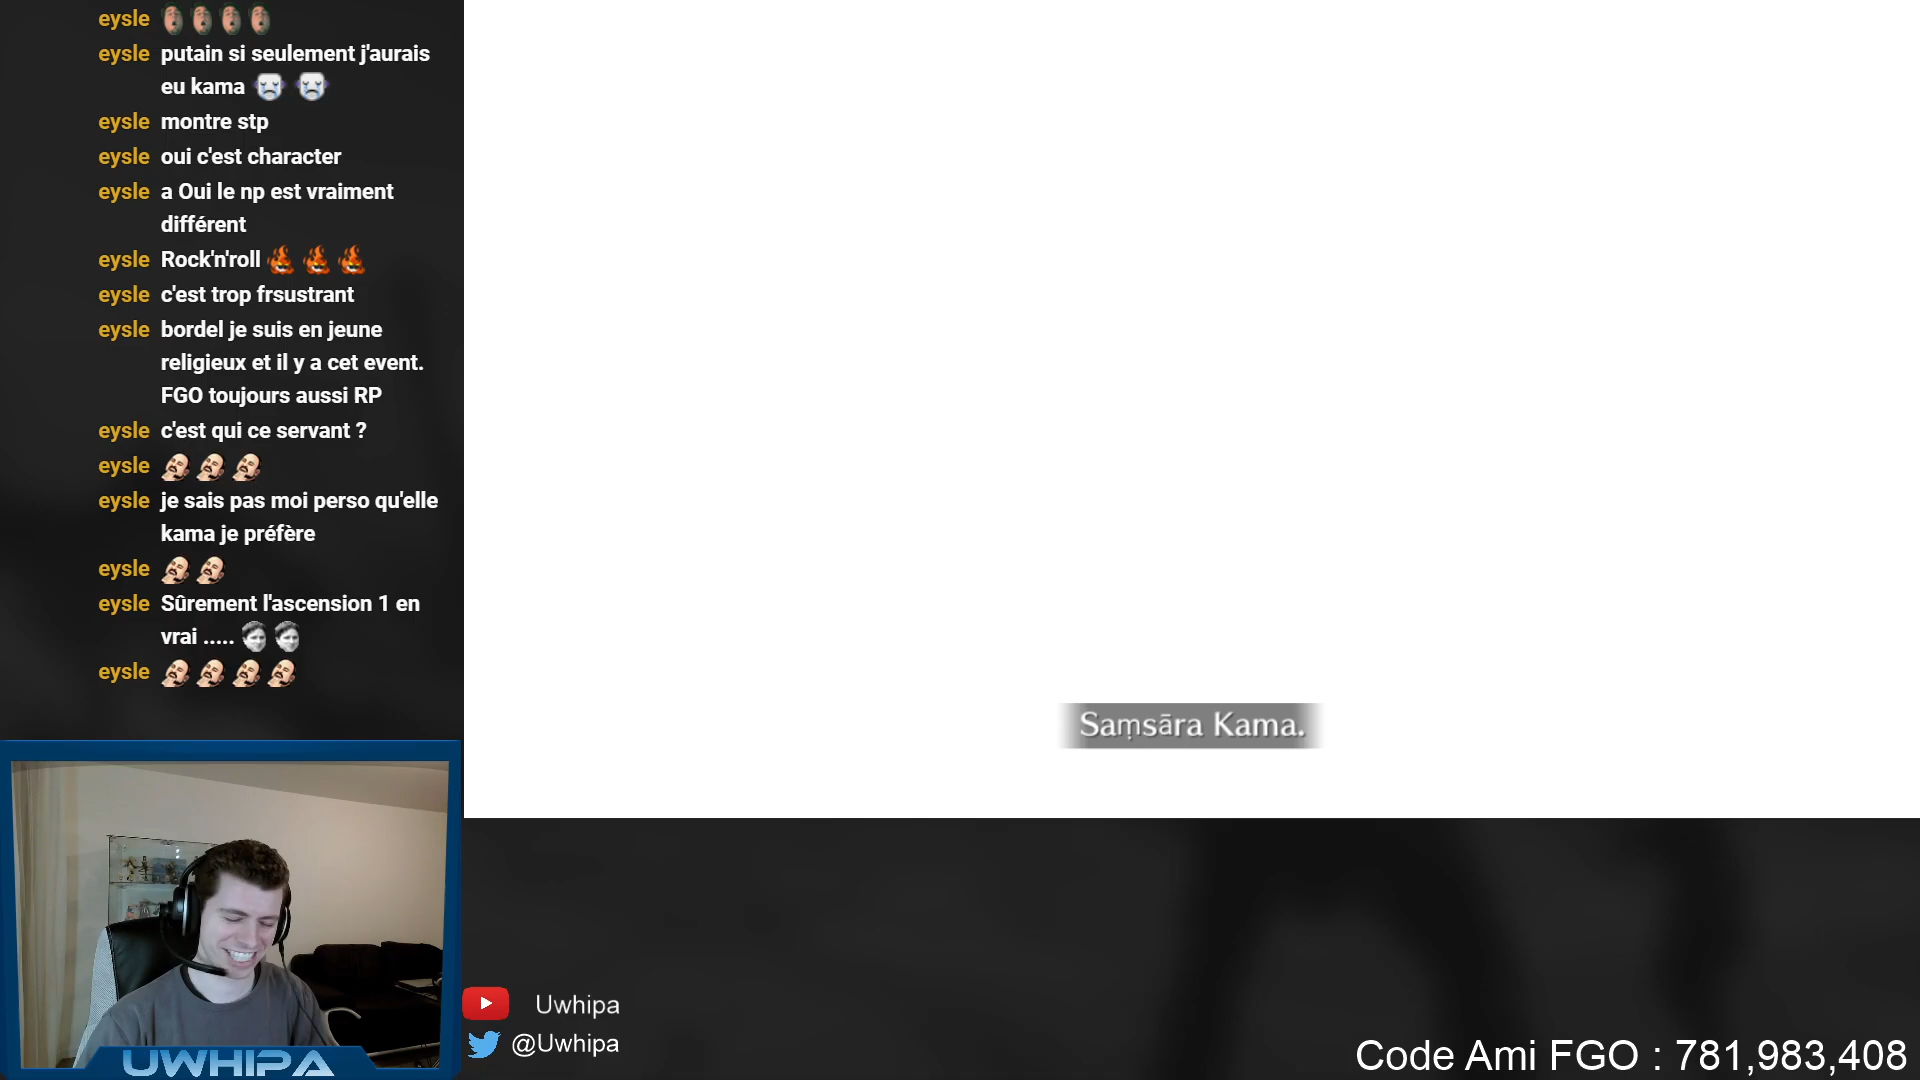 eysle
eysle putain si seulement j'aurais
eu kama
eysle montre stp
eysle oui c'est character
eysle a Oui le np est vraiment
différent
eysle Rock'n'roll
eysle c'est trop frsustrant
eysle bordel je suis en jeune
religieux et il y a cet event.
FGO toujours aussi RP
eysle c'est qui ce servant ?
eysle
eysle je sais pas moi perso qu'elle
kama je préfère
eysle
eysle Sûrement l'ascension 1 en
vrai .....
eysle
Saṃsāra Kama.
UWHIPA
Uwhipa
@Uwhipa
Code Ami FGO : 781,983,408